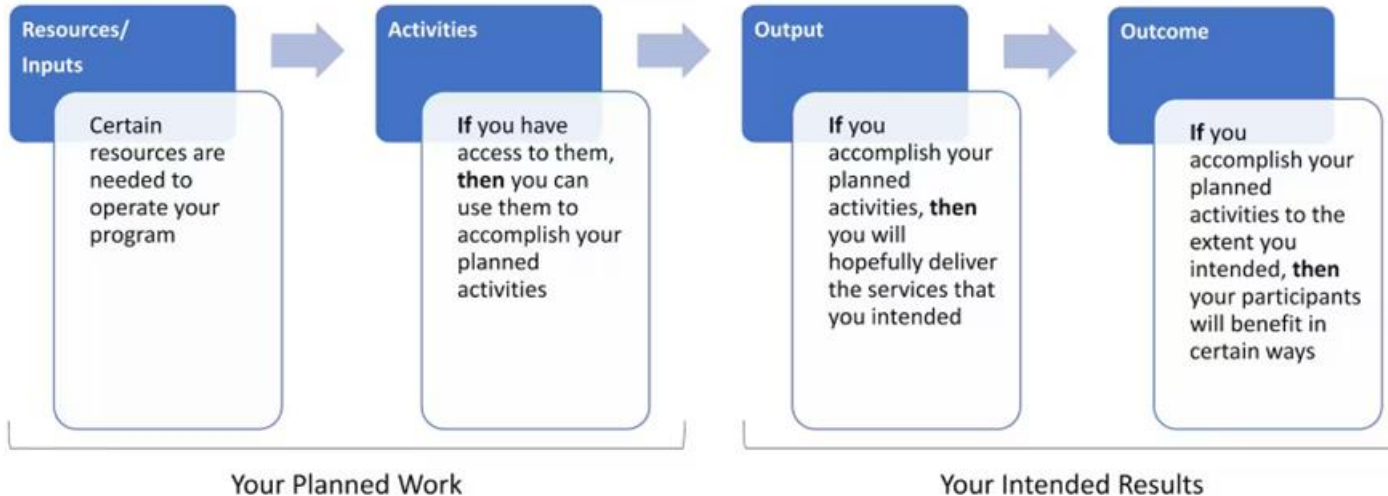 Resources/
Inputs
Certain
resources are
needed to
operate your
program
Activities
If you have
access to them,
then you can
use them to
accomplish your
planned
activities
Output
If you
accomplish your
planned
activities, then
you will
hopefully deliver
the services that
you intended
Outcome
If you
accomplish your
planned
activities to the
extent you
intended, then
your participants
will benefit in
certain ways
Your Planned Work
Your Intended Results